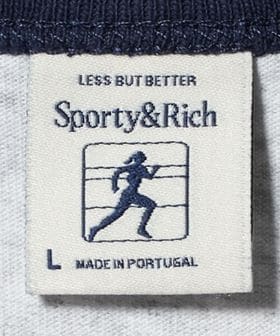 LESS BUT BETTER
Sporty&Rich
L MADE IN PORTUGAL